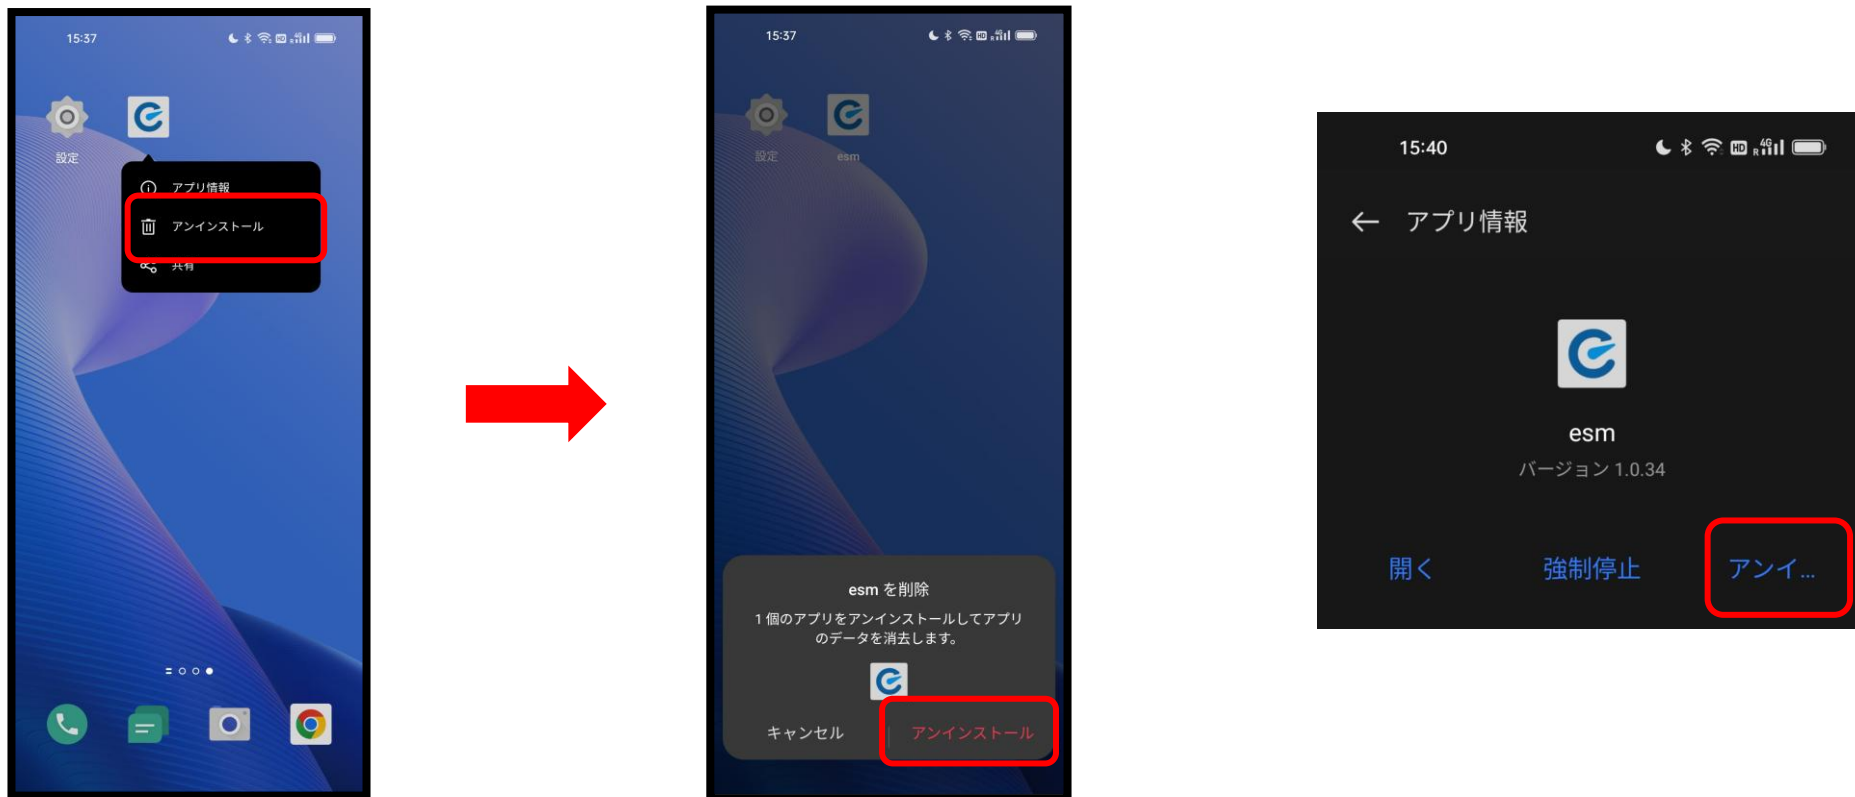 15:37
設定
アプリ情報
アンインストール
共有
15:37
設定
esm
esm を削除
1 個のアプリをアンインストールしてアプリ
のデータを消去します。
キャンセル
アンインストール
15:40
HD
R 4G
アプリ情報
esm
バージョン 1.0.34
開く
強制停止
アンイ...